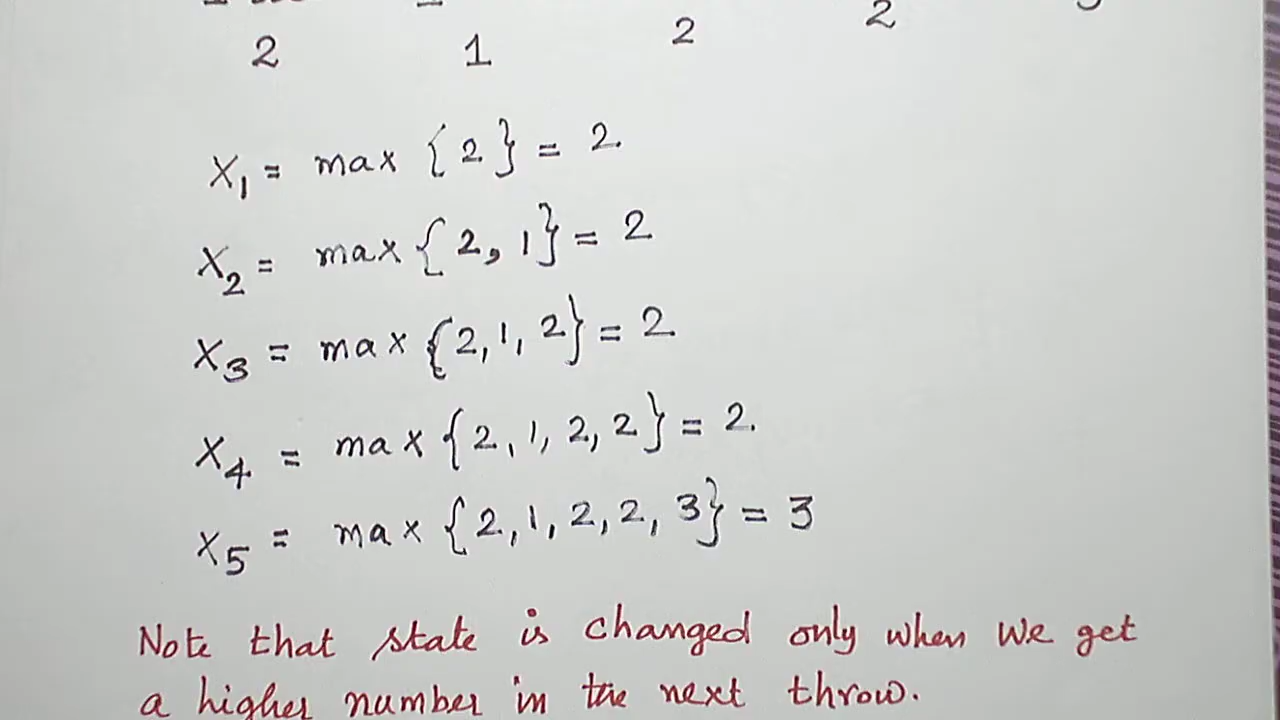 2 1 2 2
X₁ = max {2} = 2.
X₂ = max {2, 1} = 2
X₃ = max {2, 1, 2} = 2
X₄ = max {2, 1, 2, 2} = 2.
X₅ = max {2, 1, 2, 2, 3} = 3
Note that state is changed only when we get
a higher number in the next throw.